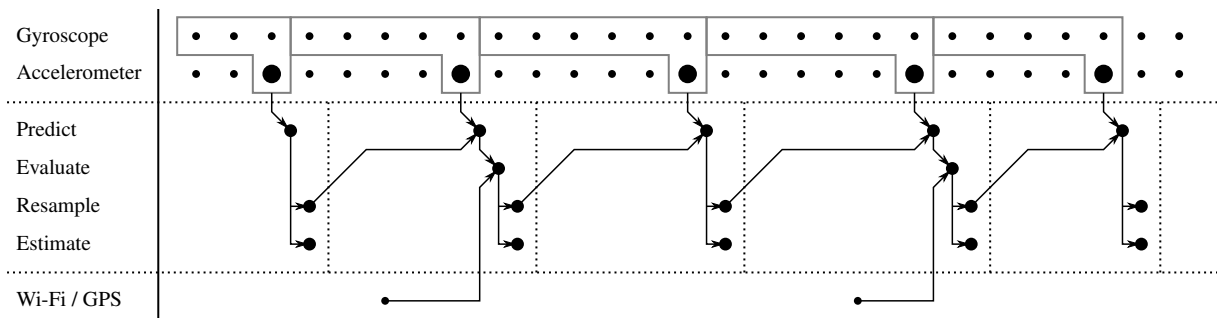 Gyroscope
Accelerometer
Predict
Evaluate
Resample
Estimate
Wi-Fi / GPS